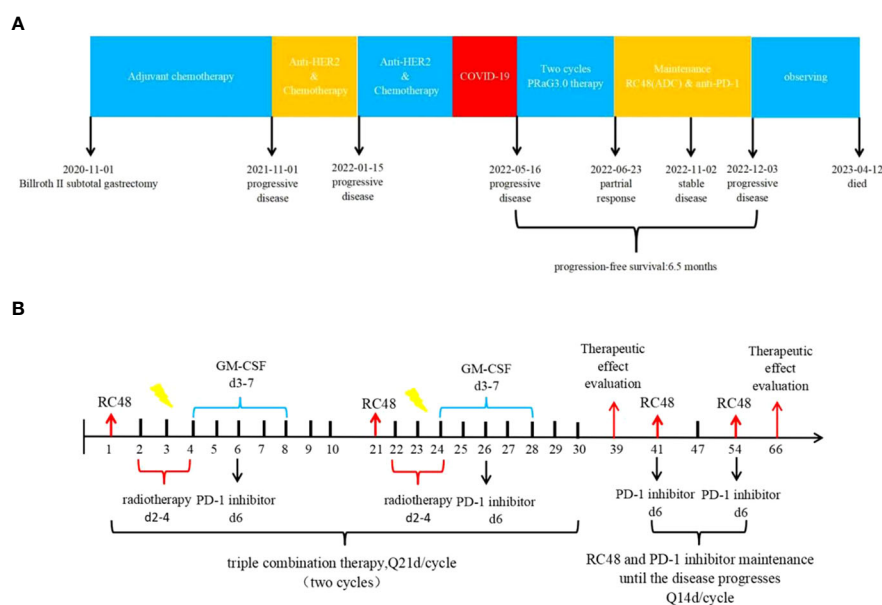 A
Adjuvant chemotherapy
Anti-HER2
&
Chemotherapy
Anti-HER2
&
Chemotherapy
COVID-19
Two cycles
PRaG3.0 therapy
Maintenance
RC48(ADC) & anti-PD-1
observing
2020-11-01
Billroth II subtotal gastrectomy
2021-11-01
progressive
disease
2022-01-15
progressive
disease
2022-05-16
progressive
disease
2022-06-23
partrial
response
2022-11-02
stable
disease
2022-12-03
progressive
disease
2023-04-12
died
progression-free survival:6.5 months
B
GM-CSF
d3-7
GM-CSF
d3-7
Therapeutic
effect
evaluation
Therapeutic
effect
evaluation
RC48
RC48
RC48
RC48
1 2 3 4 5 6 7 8 9 10 21 22 23 24 25 26 27 28 29 30 39 41 47 54 66
radiotherapy
d2-4
PD-1 inhibitor
d6
radiotherapy
d2-4
PD-1 inhibitor
d6
PD-1 inhibitor
d6
PD-1 inhibitor
d6
triple combination therapy,Q21d/cycle
（two cycles）
RC48 and PD-1 inhibitor maintenance
until the disease progresses
Q14d/cycle